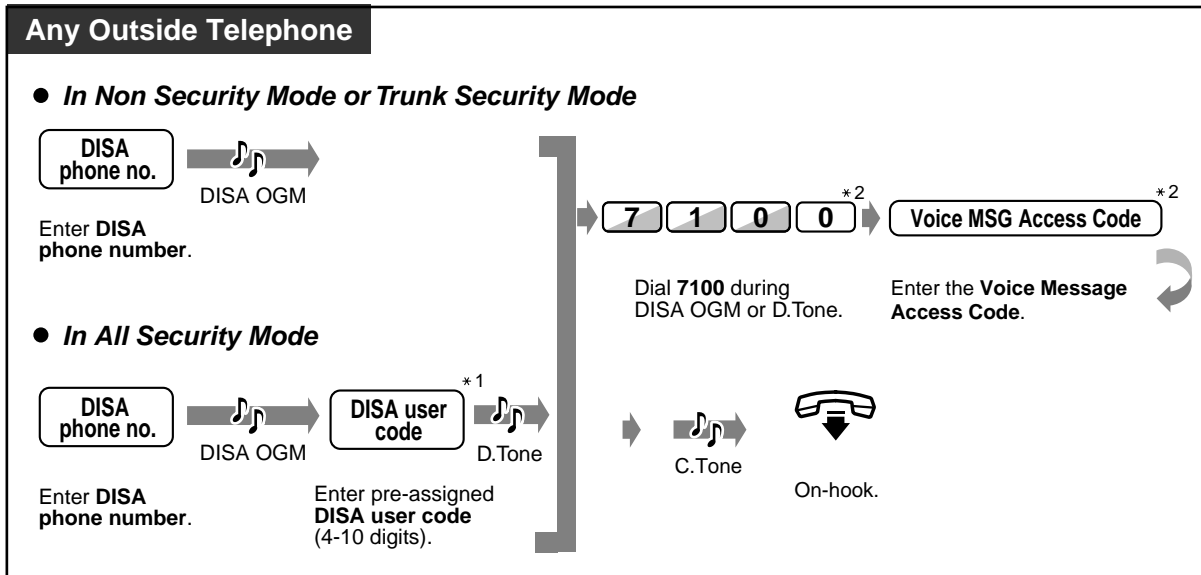 Any Outside Telephone
● In Non Security Mode or Trunk Security Mode
DISA
phone no.
DISA OGM
Enter DISA
phone number.
● In All Security Mode
DISA
phone no.
DISA OGM
DISA user
code
*1
D.Tone
Enter DISA
phone number.
Enter pre-assigned
DISA user code
(4-10 digits).
7 1 0 0 *2
Voice MSG Access Code *2
Dial 7100 during
DISA OGM or D.Tone.
Enter the Voice Message
Access Code.
C.Tone
On-hook.